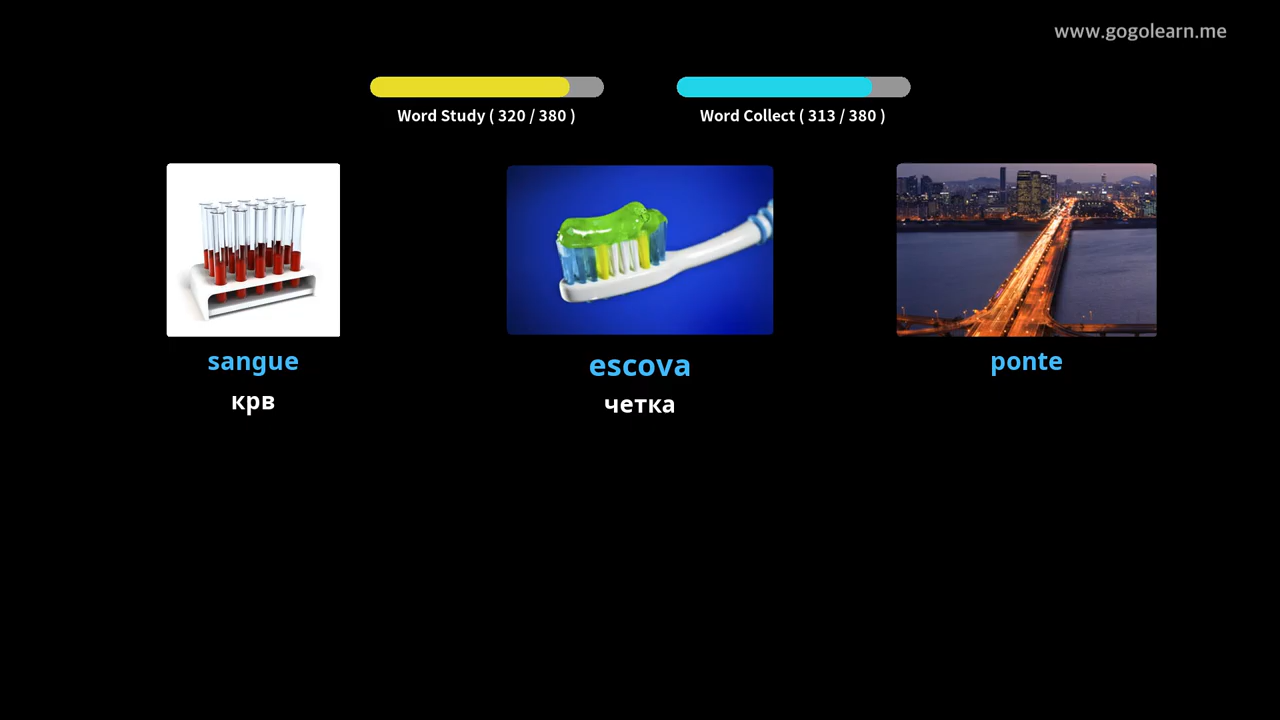 www.gogolearn.me
Word Study ( 320 / 380 )
Word Collect ( 313 / 380 )
sangue
крв
escova
четка
ponte